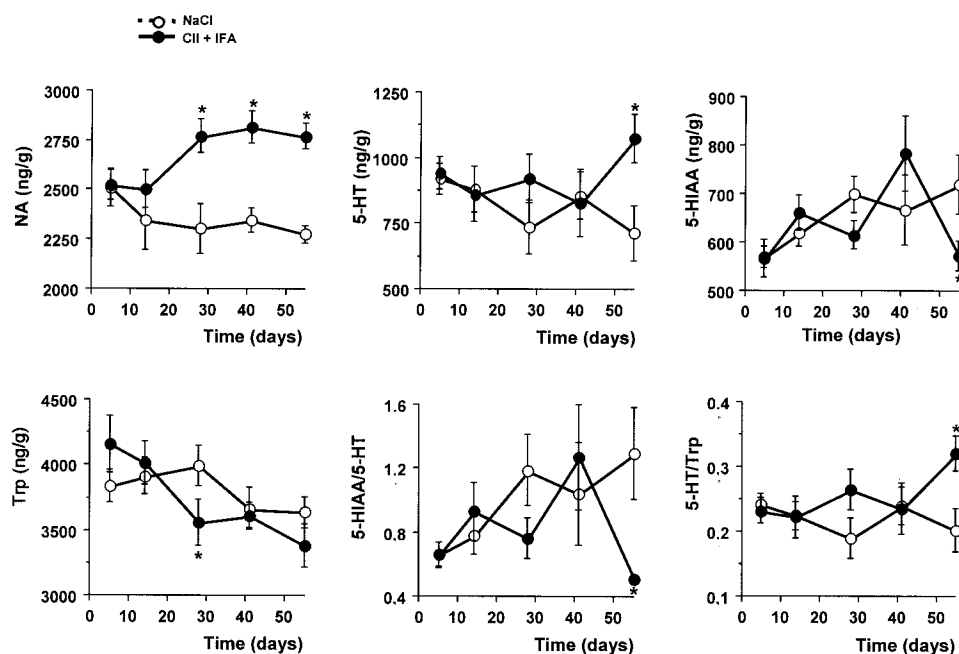 NaCl
CII + IFA
NA (ng/g)
3000
2750
2500
2250
2000
* * *
0 10 20 30 40 50
Time (days)
5-HT (ng/g)
1250
1000
750
500
*
0 10 20 30 40 50
Time (days)
5-HIAA (ng/g)
900
800
700
600
500
*
0 10 20 30 40 50
Time (days)
Trp (ng/g)
4500
4000
3500
3000
*
0 10 20 30 40 50
Time (days)
5-HIAA/5-HT
1.6
1.2
0.8
0.4
*
0 10 20 30 40 50
Time (days)
5-HT/Trp
0.4
0.3
0.2
0.1
*
0 10 20 30 40 50
Time (days)